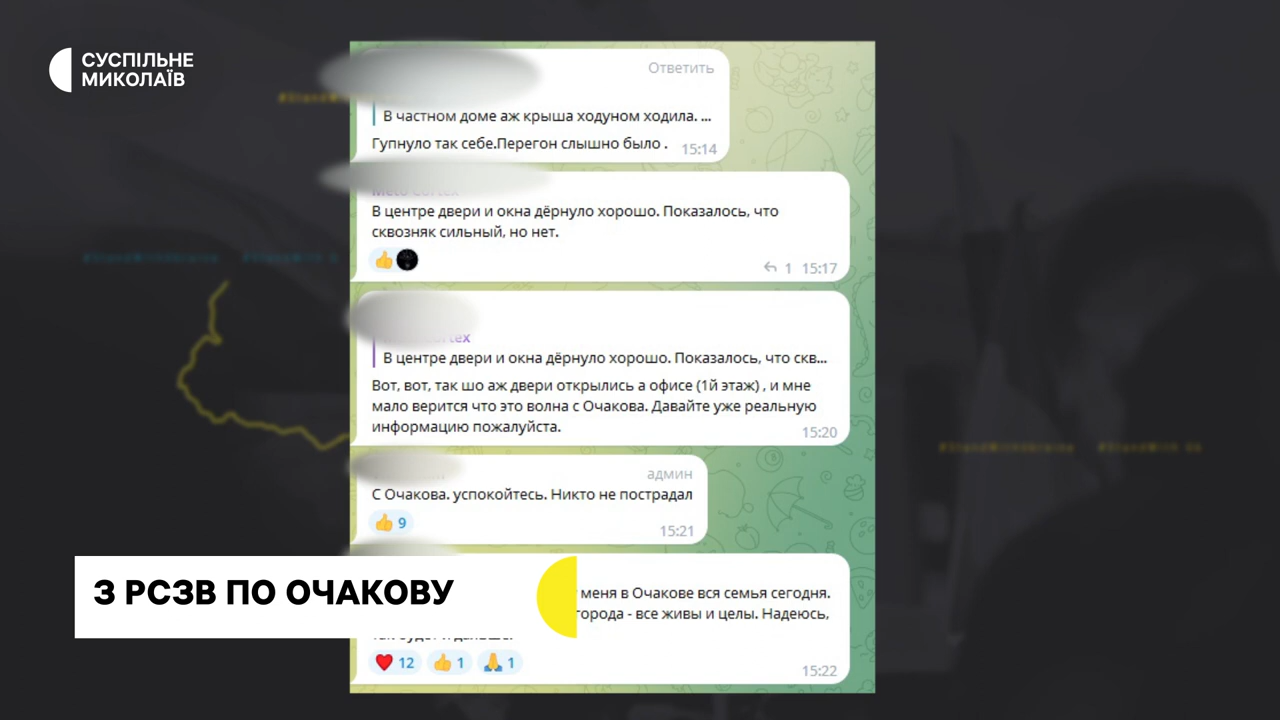 СУСПІЛЬНЕ
МИКОЛАЇВ
Ответить
В частном доме аж крыша ходуном ходила. ...
Гупнуло так себе.Перегон слышно было .
15:14
В центре двери и окна дёрнуло хорошо. Показалось, что
сквозняк сильный, но нет.
1 15:17
В центре двери и окна дёрнуло хорошо. Показалось, что скв...
Вот, вот, так шо аж двери открылись а офисе (1й этаж) , и мне
мало верится что это волна с Очакова. Давайте уже реальную
информацию пожалуйста.
15:20
админ
С Очакова. успокойтесь. Никто не пострадал
9
15:21
З РСЗВ ПО ОЧАКОВУ
меня в Очакове вся семья сегодня.
города - все живы и целы. Надеюсь,
12 1 1
15:22